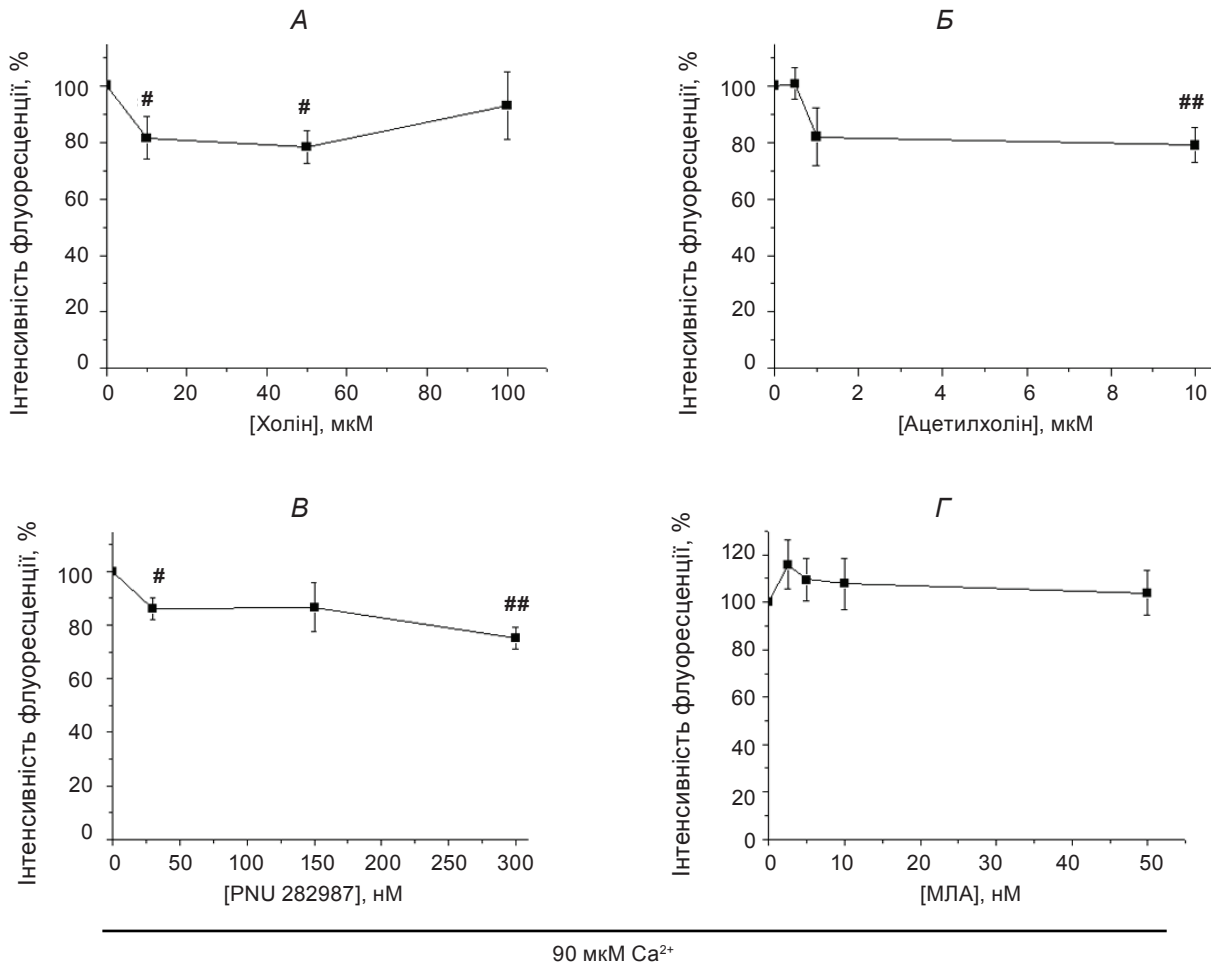 А
Інтенсивність флуоресценції, %
100
80
60
40
20
0
# #
0 20 40 60 80 100
[Холін], мкМ
Б
Інтенсивність флуоресценції, %
100
80
60
40
20
0
##
0 2 4 6 8 10
[Ацетилхолін], мкМ
В
Інтенсивність флуоресценції, %
100
80
60
40
20
0
# ##
0 50 100 150 200 250 300
[PNU 282987], нМ
Г
Інтенсивність флуоресценції, %
120
100
80
60
40
20
0
0 10 20 30 40 50
[МЛА], нМ
90 мкМ Ca²⁺